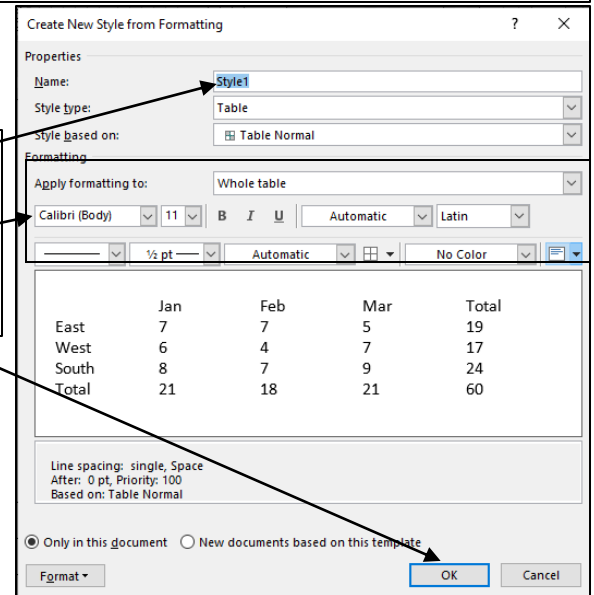 Create New Style from Formatting ? ×
Properties
Name: Style1
Style type: Table
Style based on: Table Normal
Formatting
Apply formatting to: Whole table
Calibri (Body) 11 B I U Automatic Latin
½ pt Automatic No Color
Jan Feb Mar Total
East 7 7 5 19
West 6 4 7 17
South 8 7 9 24
Total 21 18 21 60
Line spacing: single, Space
After: 0 pt, Priority: 100
Based on: Table Normal
Only in this document New documents based on this template
Format OK Cancel